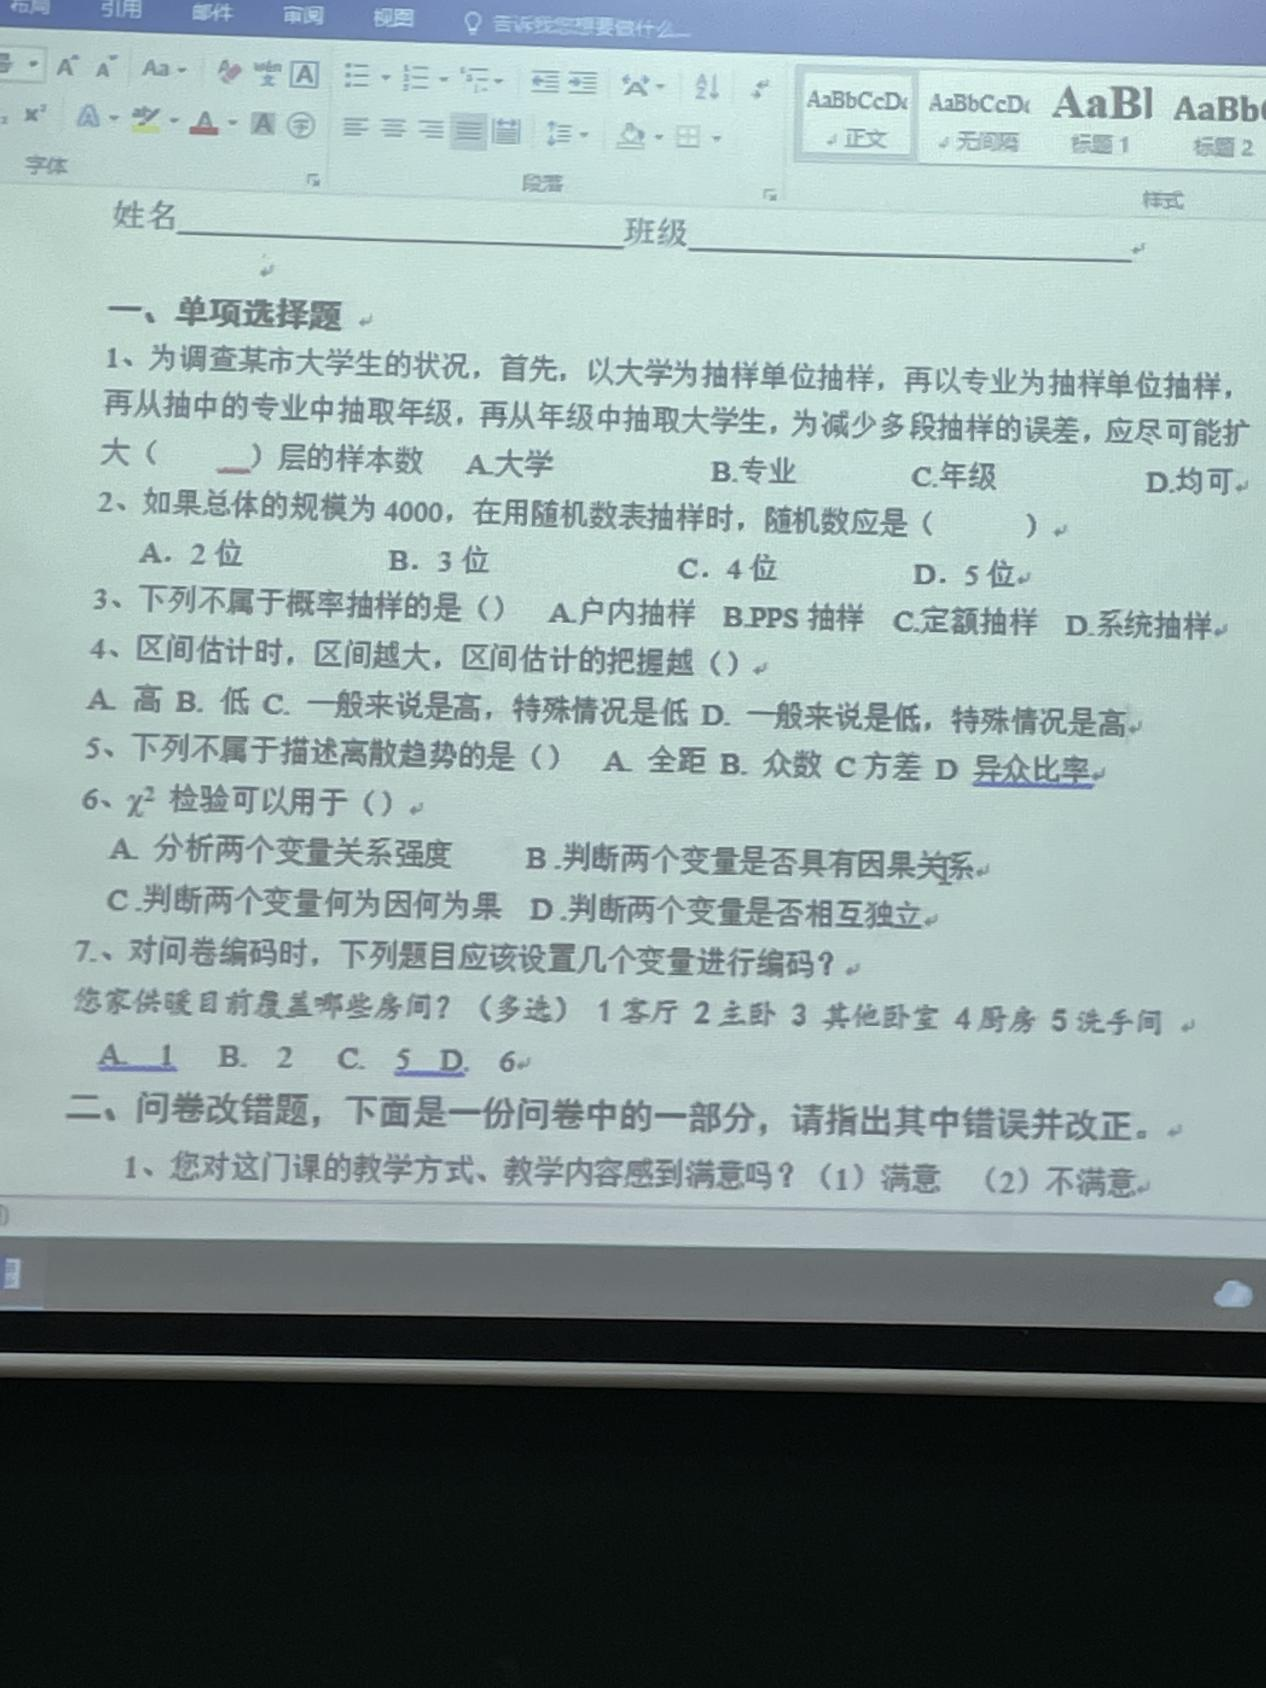 布局 引用 邮件 审阅 视图 告诉我您想要做什么...
字体 段落 样式
AaBbCcDc AaBbCcDc AaBl AaBb
正文 无间隔 标题 1 标题 2
姓名 班级
一、单项选择题
1、为调查某市大学生的状况，首先，以大学为抽样单位抽样，再以专业为抽样单位抽样，
再从抽中的专业中抽取年级，再从年级中抽取大学生，为减少多段抽样的误差，应尽可能扩
大（ ）层的样本数 A.大学 B.专业 C.年级 D.均可
2、如果总体的规模为 4000，在用随机数表抽样时，随机数应是（ ）
A. 2 位 B. 3 位 C. 4 位 D. 5 位
3、下列不属于概率抽样的是（） A.户内抽样 B.PPS 抽样 C.定额抽样 D.系统抽样
4、区间估计时，区间越大，区间估计的把握越（）
A. 高 B. 低 C. 一般来说是高，特殊情况是低 D. 一般来说是低，特殊情况是高
5、下列不属于描述离散趋势的是（） A. 全距 B. 众数 C 方差 D 异众比率
6、χ² 检验可以用于（）
A. 分析两个变量关系强度 B .判断两个变量是否具有因果关系
C .判断两个变量何为因何为果 D .判断两个变量是否相互独立
7.、对问卷编码时，下列题目应该设置几个变量进行编码？
您家供暖目前覆盖哪些房间？（多选） 1 客厅 2 主卧 3 其他卧室 4 厨房 5 洗手间
A. 1 B. 2 C. 5 D. 6
二、问卷改错题，下面是一份问卷中的一部分，请指出其中错误并改正。
1、您对这门课的教学方式、教学内容感到满意吗？（1）满意 （2）不满意